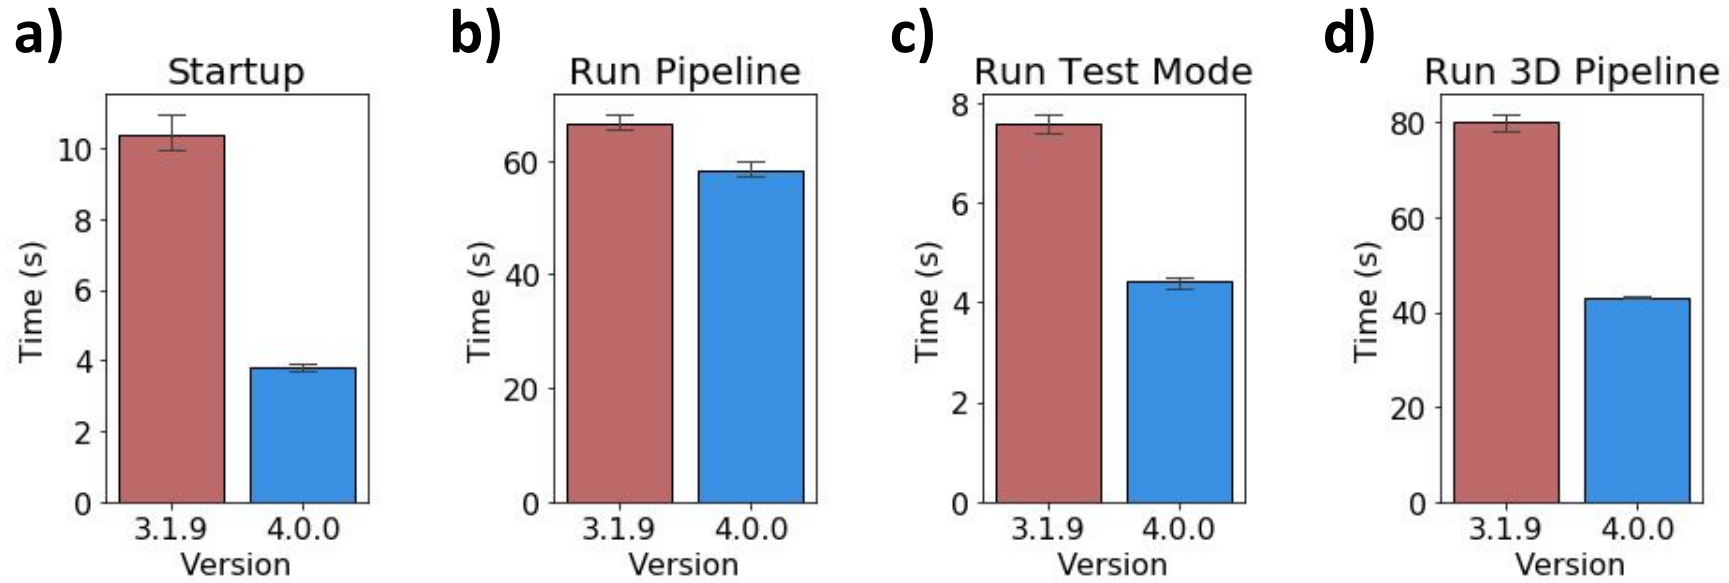 a)
Startup
Time (s)
10
8
6
4
2
0
3.1.9 4.0.0
Version
b)
Run Pipeline
Time (s)
60
40
20
0
3.1.9 4.0.0
Version
c)
Run Test Mode
Time (s)
8
6
4
2
0
3.1.9 4.0.0
Version
d)
Run 3D Pipeline
Time (s)
80
60
40
20
0
3.1.9 4.0.0
Version